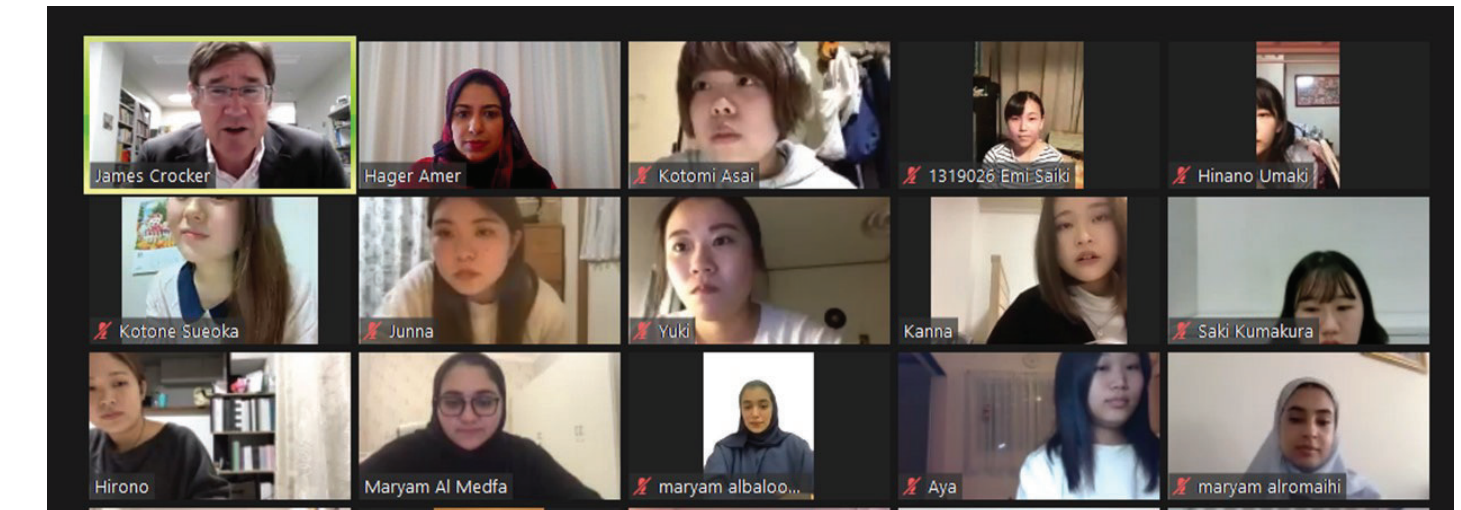 James Crocker
Hager Amer
Kotomi Asai
1319026 Emi Saiki
Hinano Umaki
Kotone Sueoka
Junna
Yuki
Kanna
Saki Kumakura
Hirono
Maryam Al Medfa
maryam albaloo...
Aya
maryam alromaihi